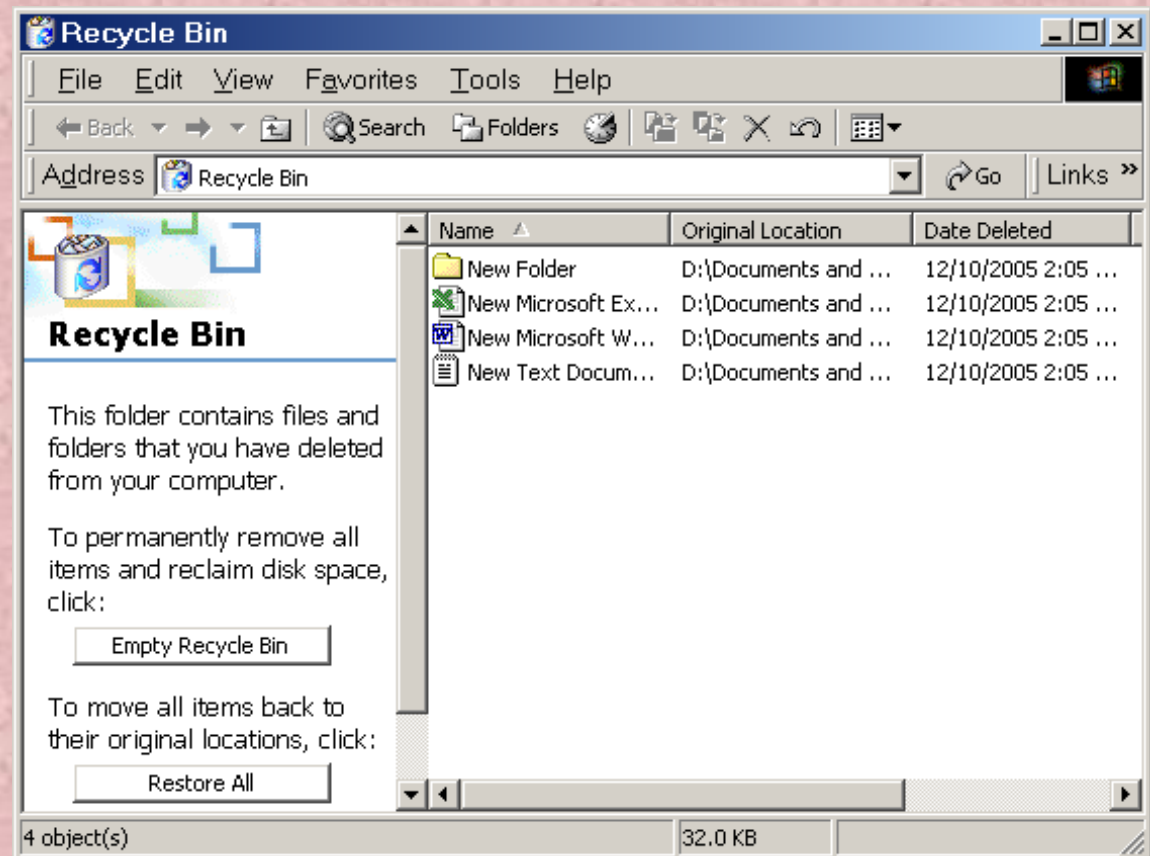 Recycle Bin
File Edit View Favorites Tools Help
Back Search Folders
Address Recycle Bin Go Links »
Name Original Location Date Deleted
New Folder D:\Documents and ... 12/10/2005 2:05 ...
New Microsoft Ex... D:\Documents and ... 12/10/2005 2:05 ...
New Microsoft W... D:\Documents and ... 12/10/2005 2:05 ...
New Text Docum... D:\Documents and ... 12/10/2005 2:05 ...
Recycle Bin
This folder contains files and
folders that you have deleted
from your computer.
To permanently remove all
items and reclaim disk space,
click:
Empty Recycle Bin
To move all items back to
their original locations, click:
Restore All
4 object(s) 32.0 KB